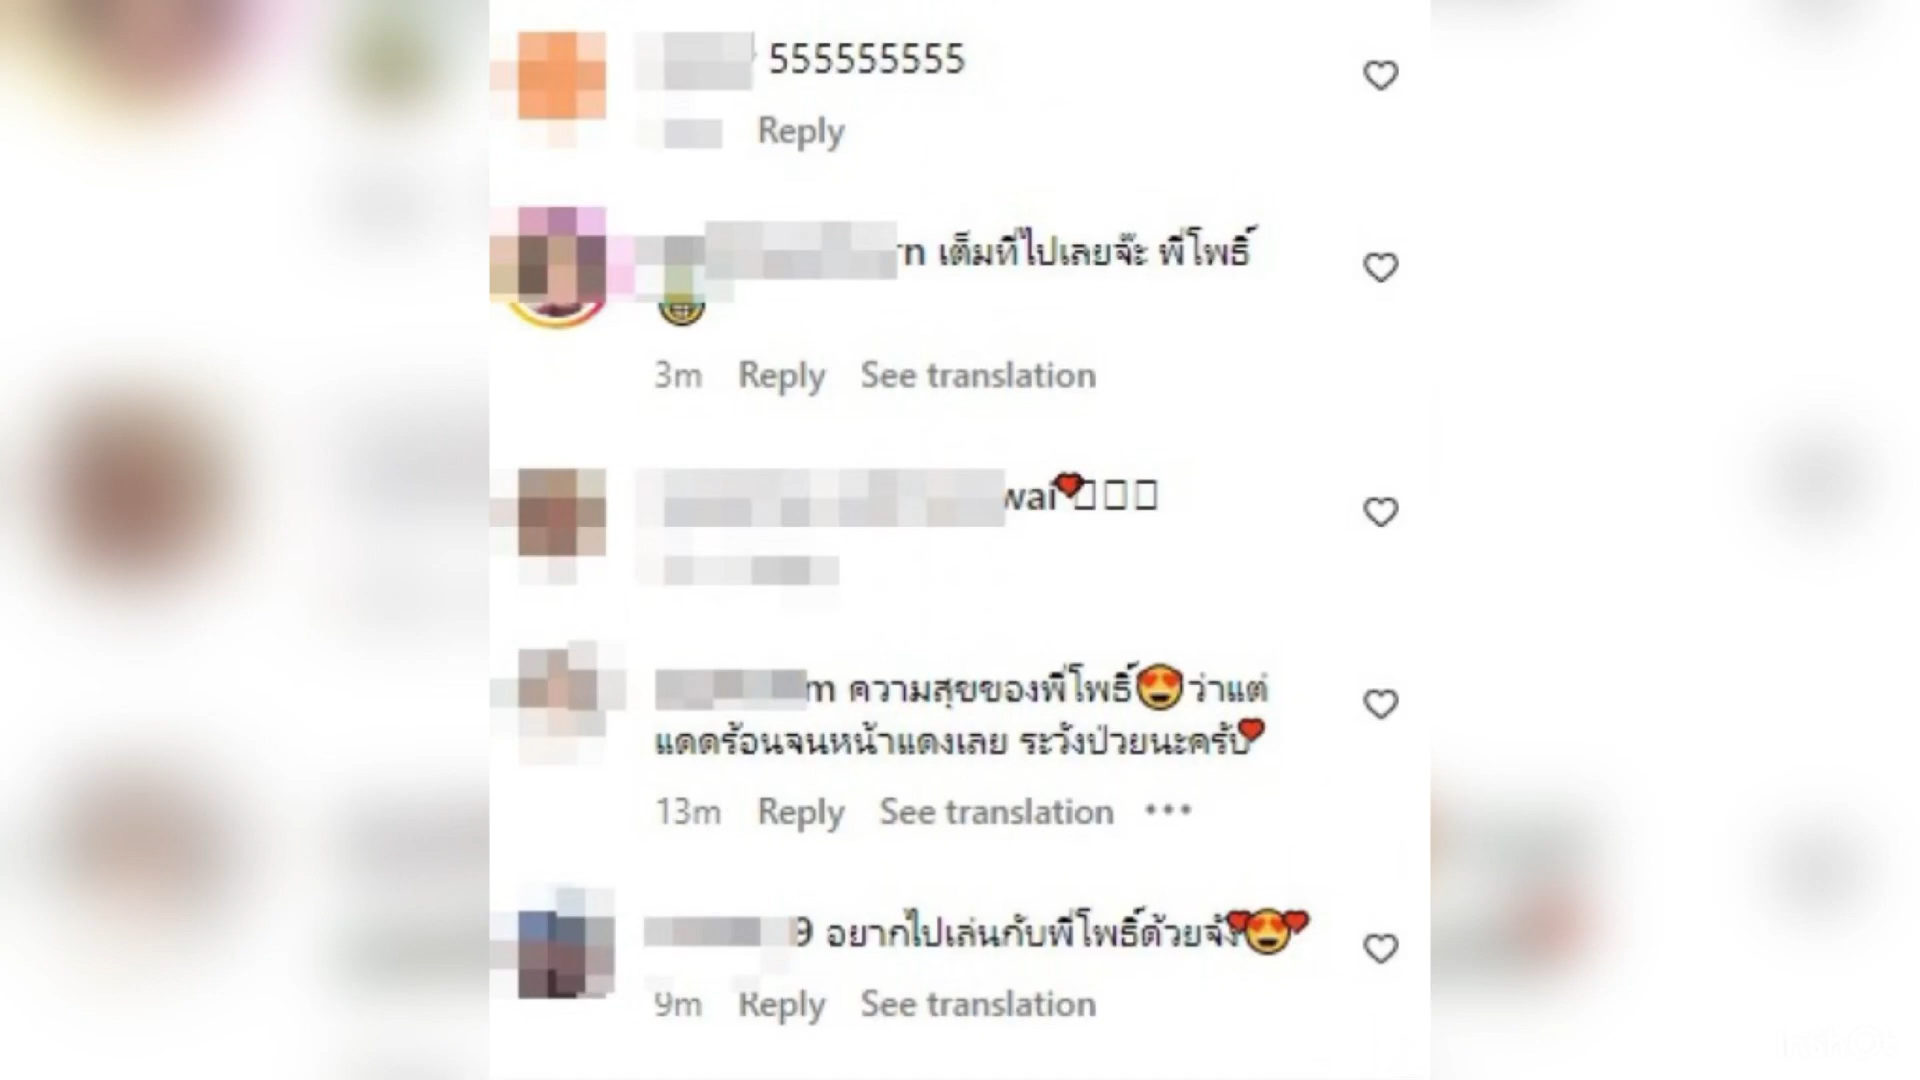 555555555
Reply
rn เต็มที่ไปเลยจ๊ะ พี่โพธิ์
3m Reply See translation
wai
m ความสุขของพี่โพธิ์😍ว่าแต่
แดดร้อนจนหน้าแดงเลย ระวังป่วยนะครับ
13m Reply See translation •••
9 อยากไปเล่นกับพี่โพธิ์ด้วยจัง
9m Reply See translation